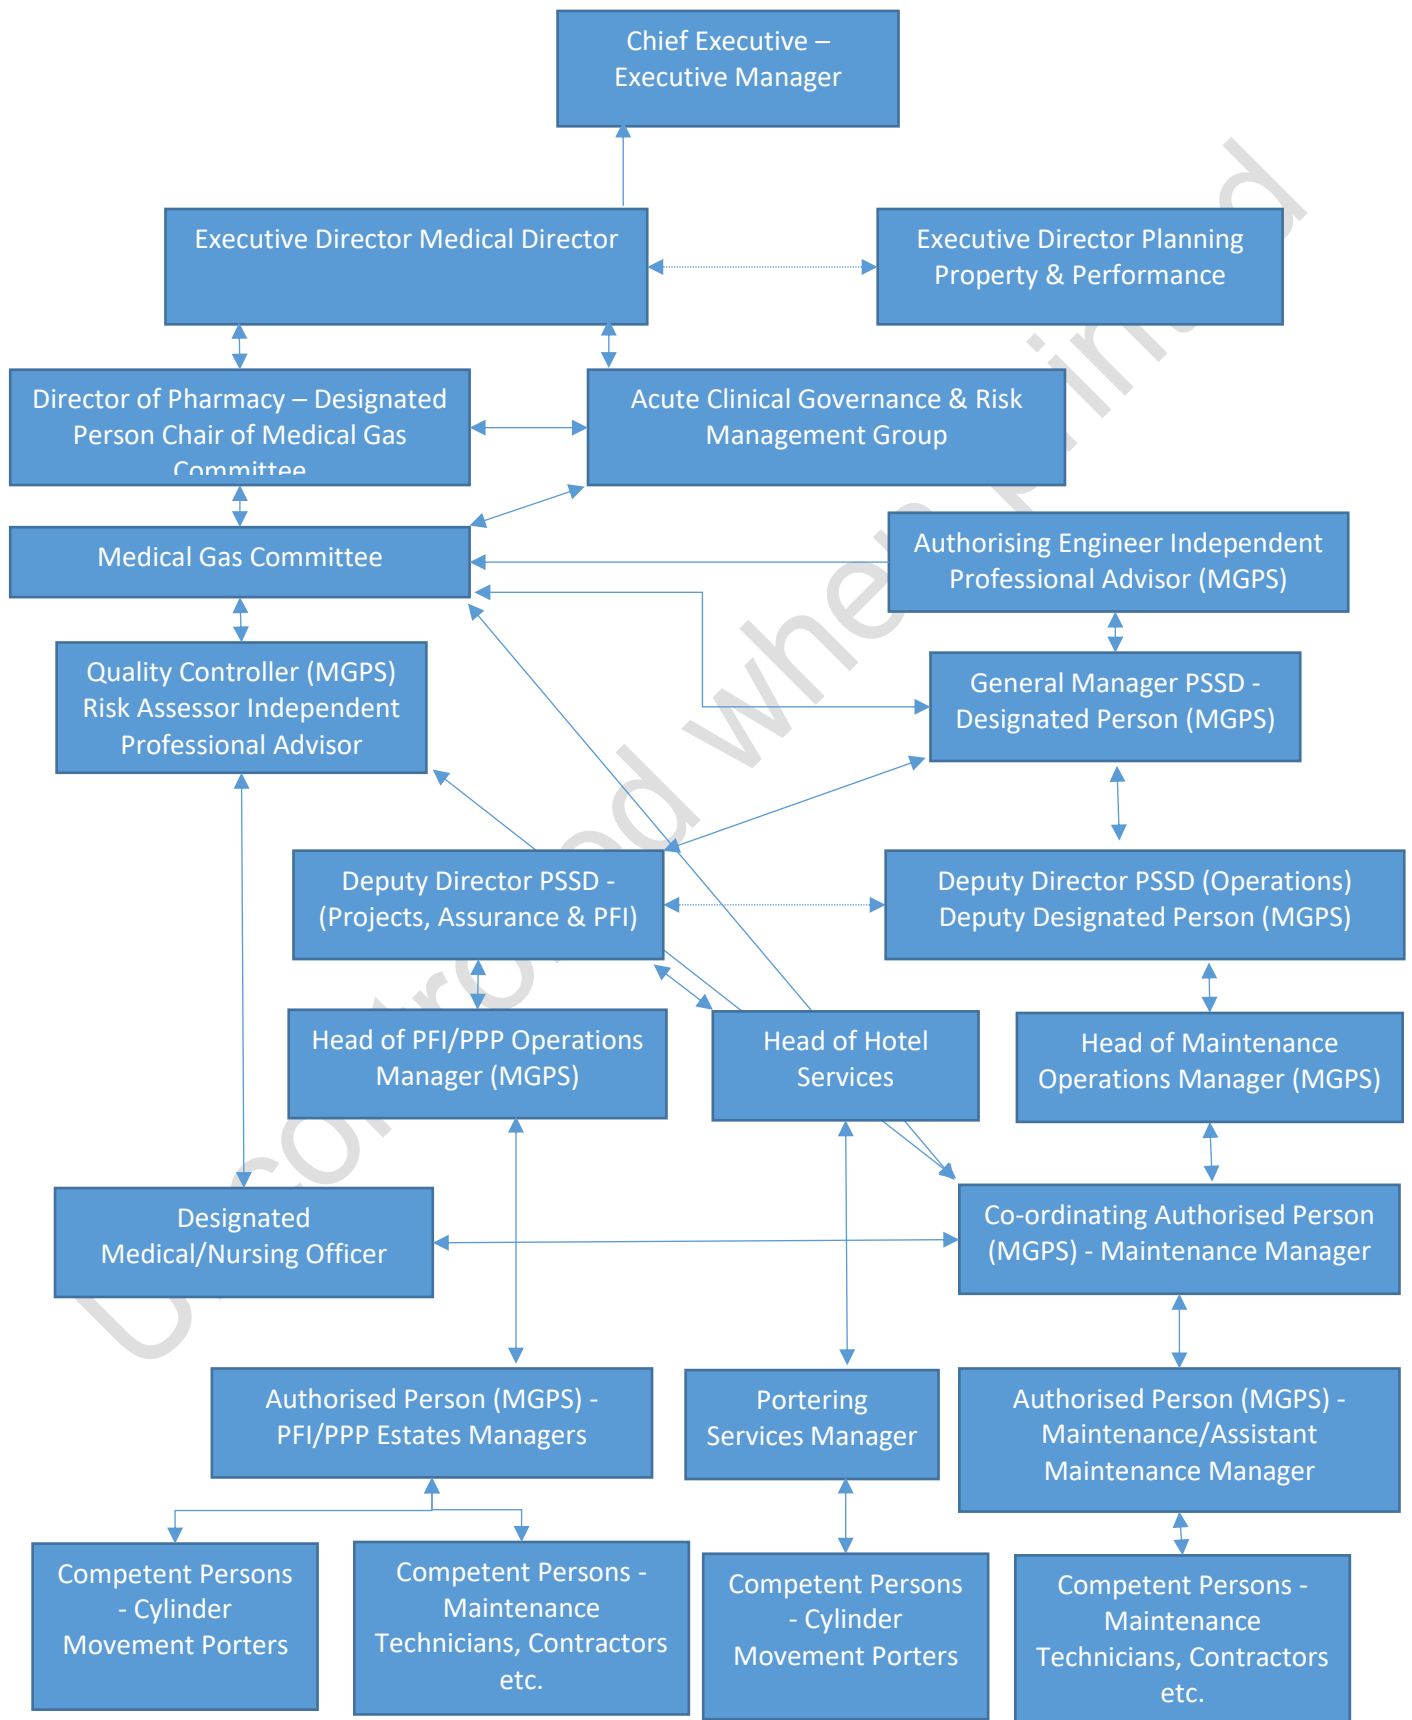 Chief Executive –
Executive Manager
Executive Director Medical Director
Executive Director Planning
Property & Performance
Director of Pharmacy – Designated
Person Chair of Medical Gas
Committee
Acute Clinical Governance & Risk
Management Group
Medical Gas Committee
Authorising Engineer Independent
Professional Advisor (MGPS)
Quality Controller (MGPS)
Risk Assessor Independent
Professional Advisor
General Manager PSSD -
Designated Person (MGPS)
Deputy Director PSSD -
(Projects, Assurance & PFI)
Deputy Director PSSD (Operations)
Deputy Designated Person (MGPS)
Head of PFI/PPP Operations
Manager (MGPS)
Head of Hotel
Services
Head of Maintenance
Operations Manager (MGPS)
Designated
Medical/Nursing Officer
Co-ordinating Authorised Person
(MGPS) - Maintenance Manager
Authorised Person (MGPS) -
PFI/PPP Estates Managers
Portering
Services Manager
Authorised Person (MGPS) -
Maintenance/Assistant
Maintenance Manager
Competent Persons
- Cylinder
Movement Porters
Competent Persons -
Maintenance
Technicians, Contractors
etc.
Competent Persons
- Cylinder
Movement Porters
Competent Persons -
Maintenance
Technicians, Contractors
etc.
Uncontrolled when printed